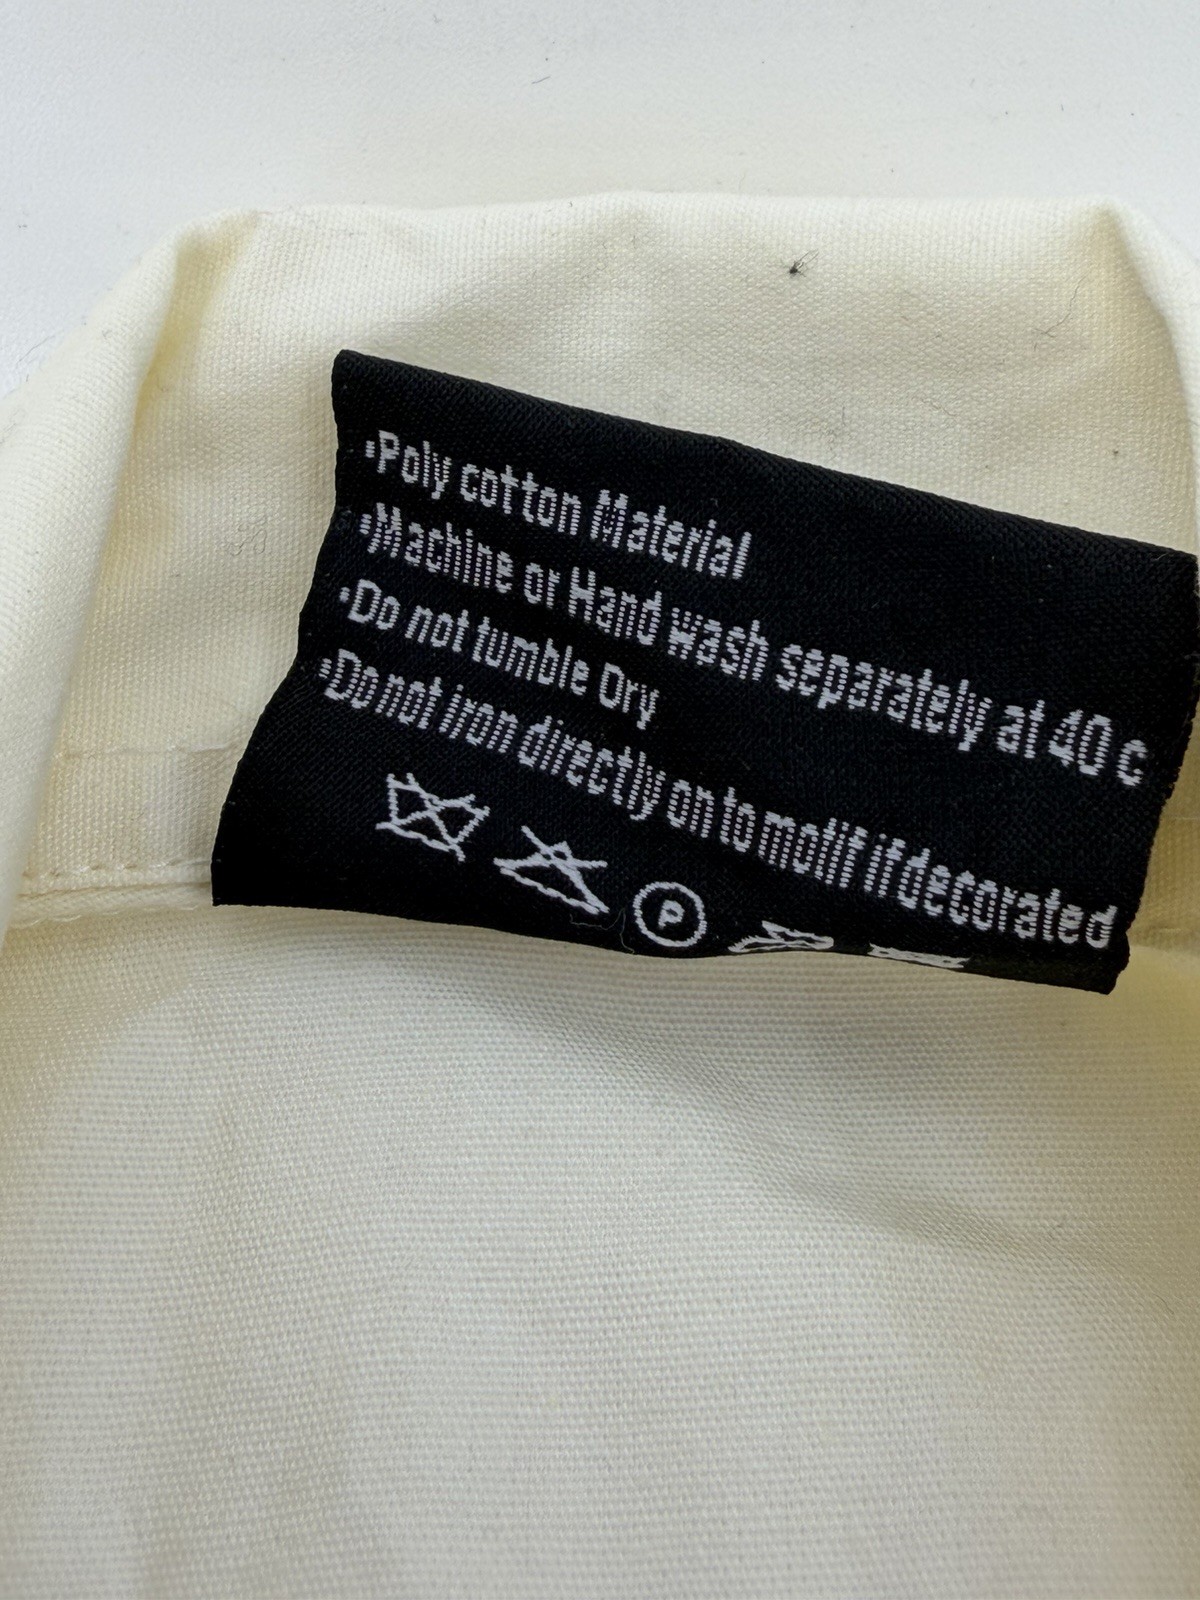 •Poly cotton Material
•Machine or Hand wash separately at 40 c
•Do not tumble Dry
•Do not iron directly on to motif if decorated
P